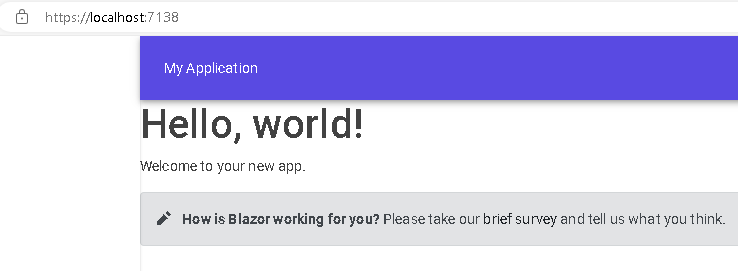 https://localhost:7138
My Application
Hello, world!
Welcome to your new app.
How is Blazor working for you? Please take our brief survey and tell us what you think.